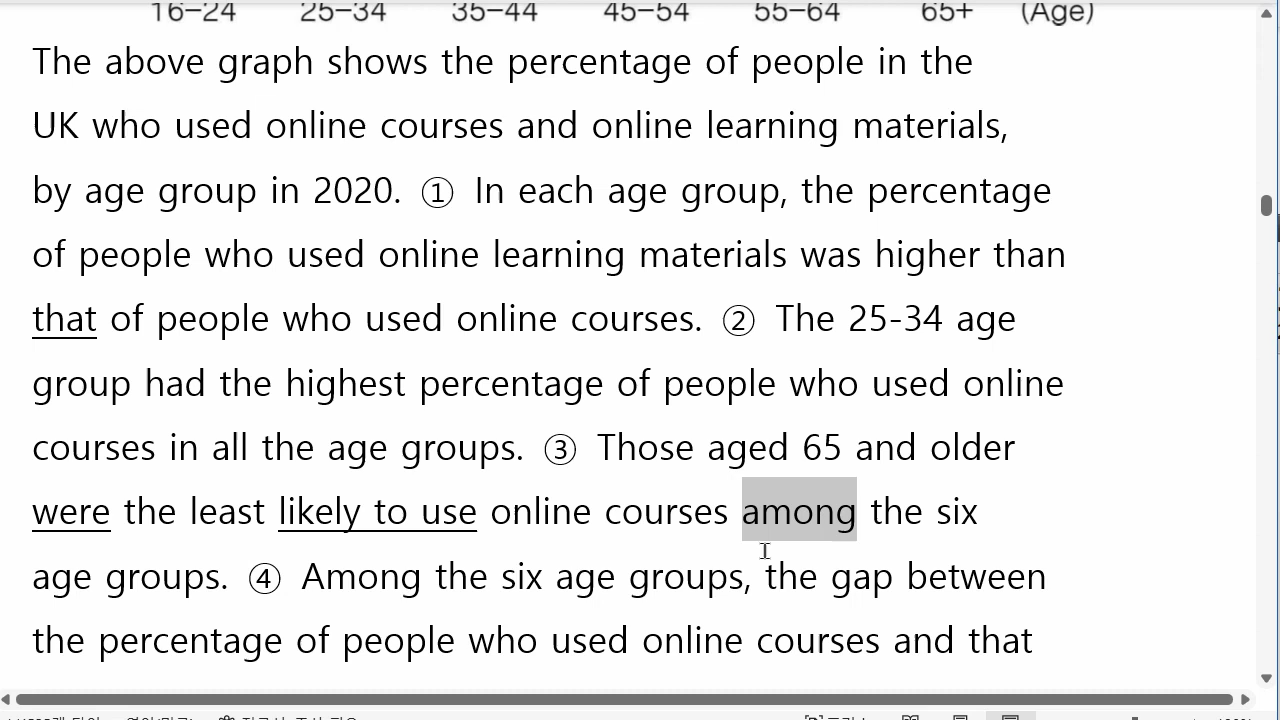 16–24 25–34 35–44 45–54 55–64 65+ (Age)
The above graph shows the percentage of people in the
UK who used online courses and online learning materials,
by age group in 2020. ① In each age group, the percentage
of people who used online learning materials was higher than
that of people who used online courses. ② The 25-34 age
group had the highest percentage of people who used online
courses in all the age groups. ③ Those aged 65 and older
were the least likely to use online courses among the six
age groups. ④ Among the six age groups, the gap between
the percentage of people who used online courses and that